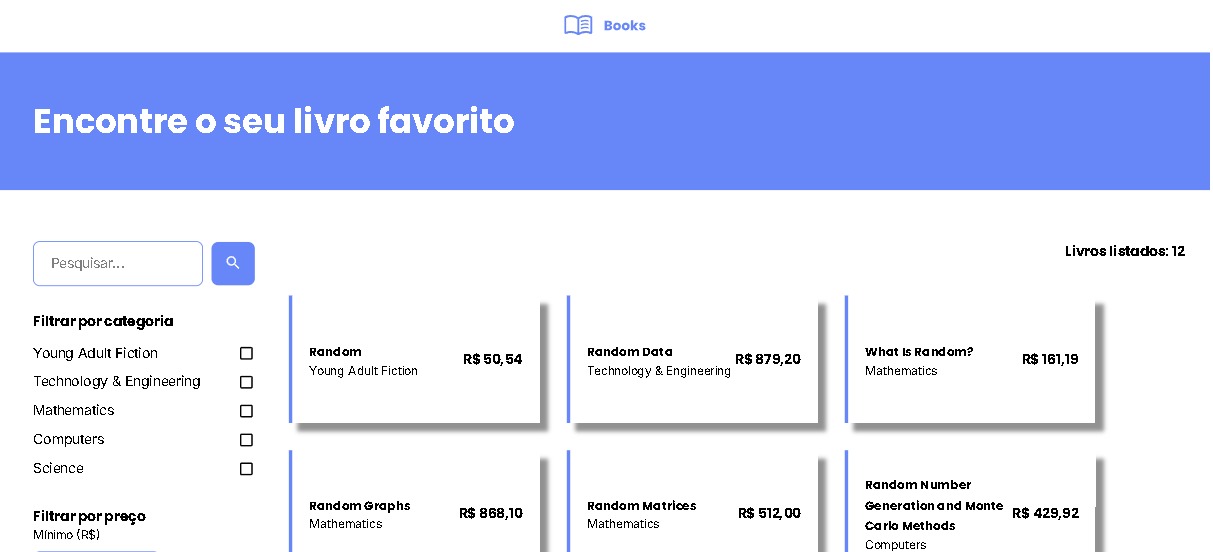 Books
Encontre o seu livro favorito
Pesquisar...
Livros listados: 12
Filtrar por categoria
Young Adult Fiction
Technology & Engineering
Mathematics
Computers
Science
Filtrar por preço
Mínimo (R$)
Random
Young Adult Fiction
R$ 50,54
Random Data
Technology & Engineering
R$ 879,20
What Is Random?
Mathematics
R$ 161,19
Random Graphs
Mathematics
R$ 868,10
Random Matrices
Mathematics
R$ 512,00
Random Number
Generation and Monte
Carlo Methods
Computers
R$ 429,92